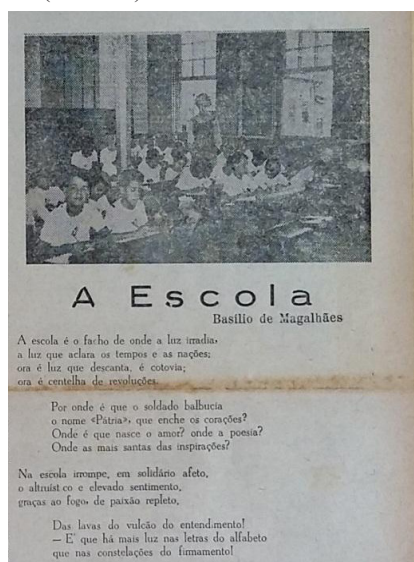 A Escola
Basílio de Magalhães
A escola é o facho de onde a luz irradia,
a luz que aclara os tempos e as nações;
ora é luz que descanta, é cotovia;
ora é centelha de revoluções.
Por onde é que o soldado balbucia
o nome «Pátria», que enche os corações?
Onde é que nasce o amor? onde a poesia?
Onde as mais santas das inspirações?
Na escola irrompe, em solidário afeto,
o altruist co e elevado sentimento,
graças ao fogo, de paixão repleto,
Das lavas do vulcão do entendimento!
— E' que há mais luz nas letras do alfabeto
que nas constelações do firmamento!